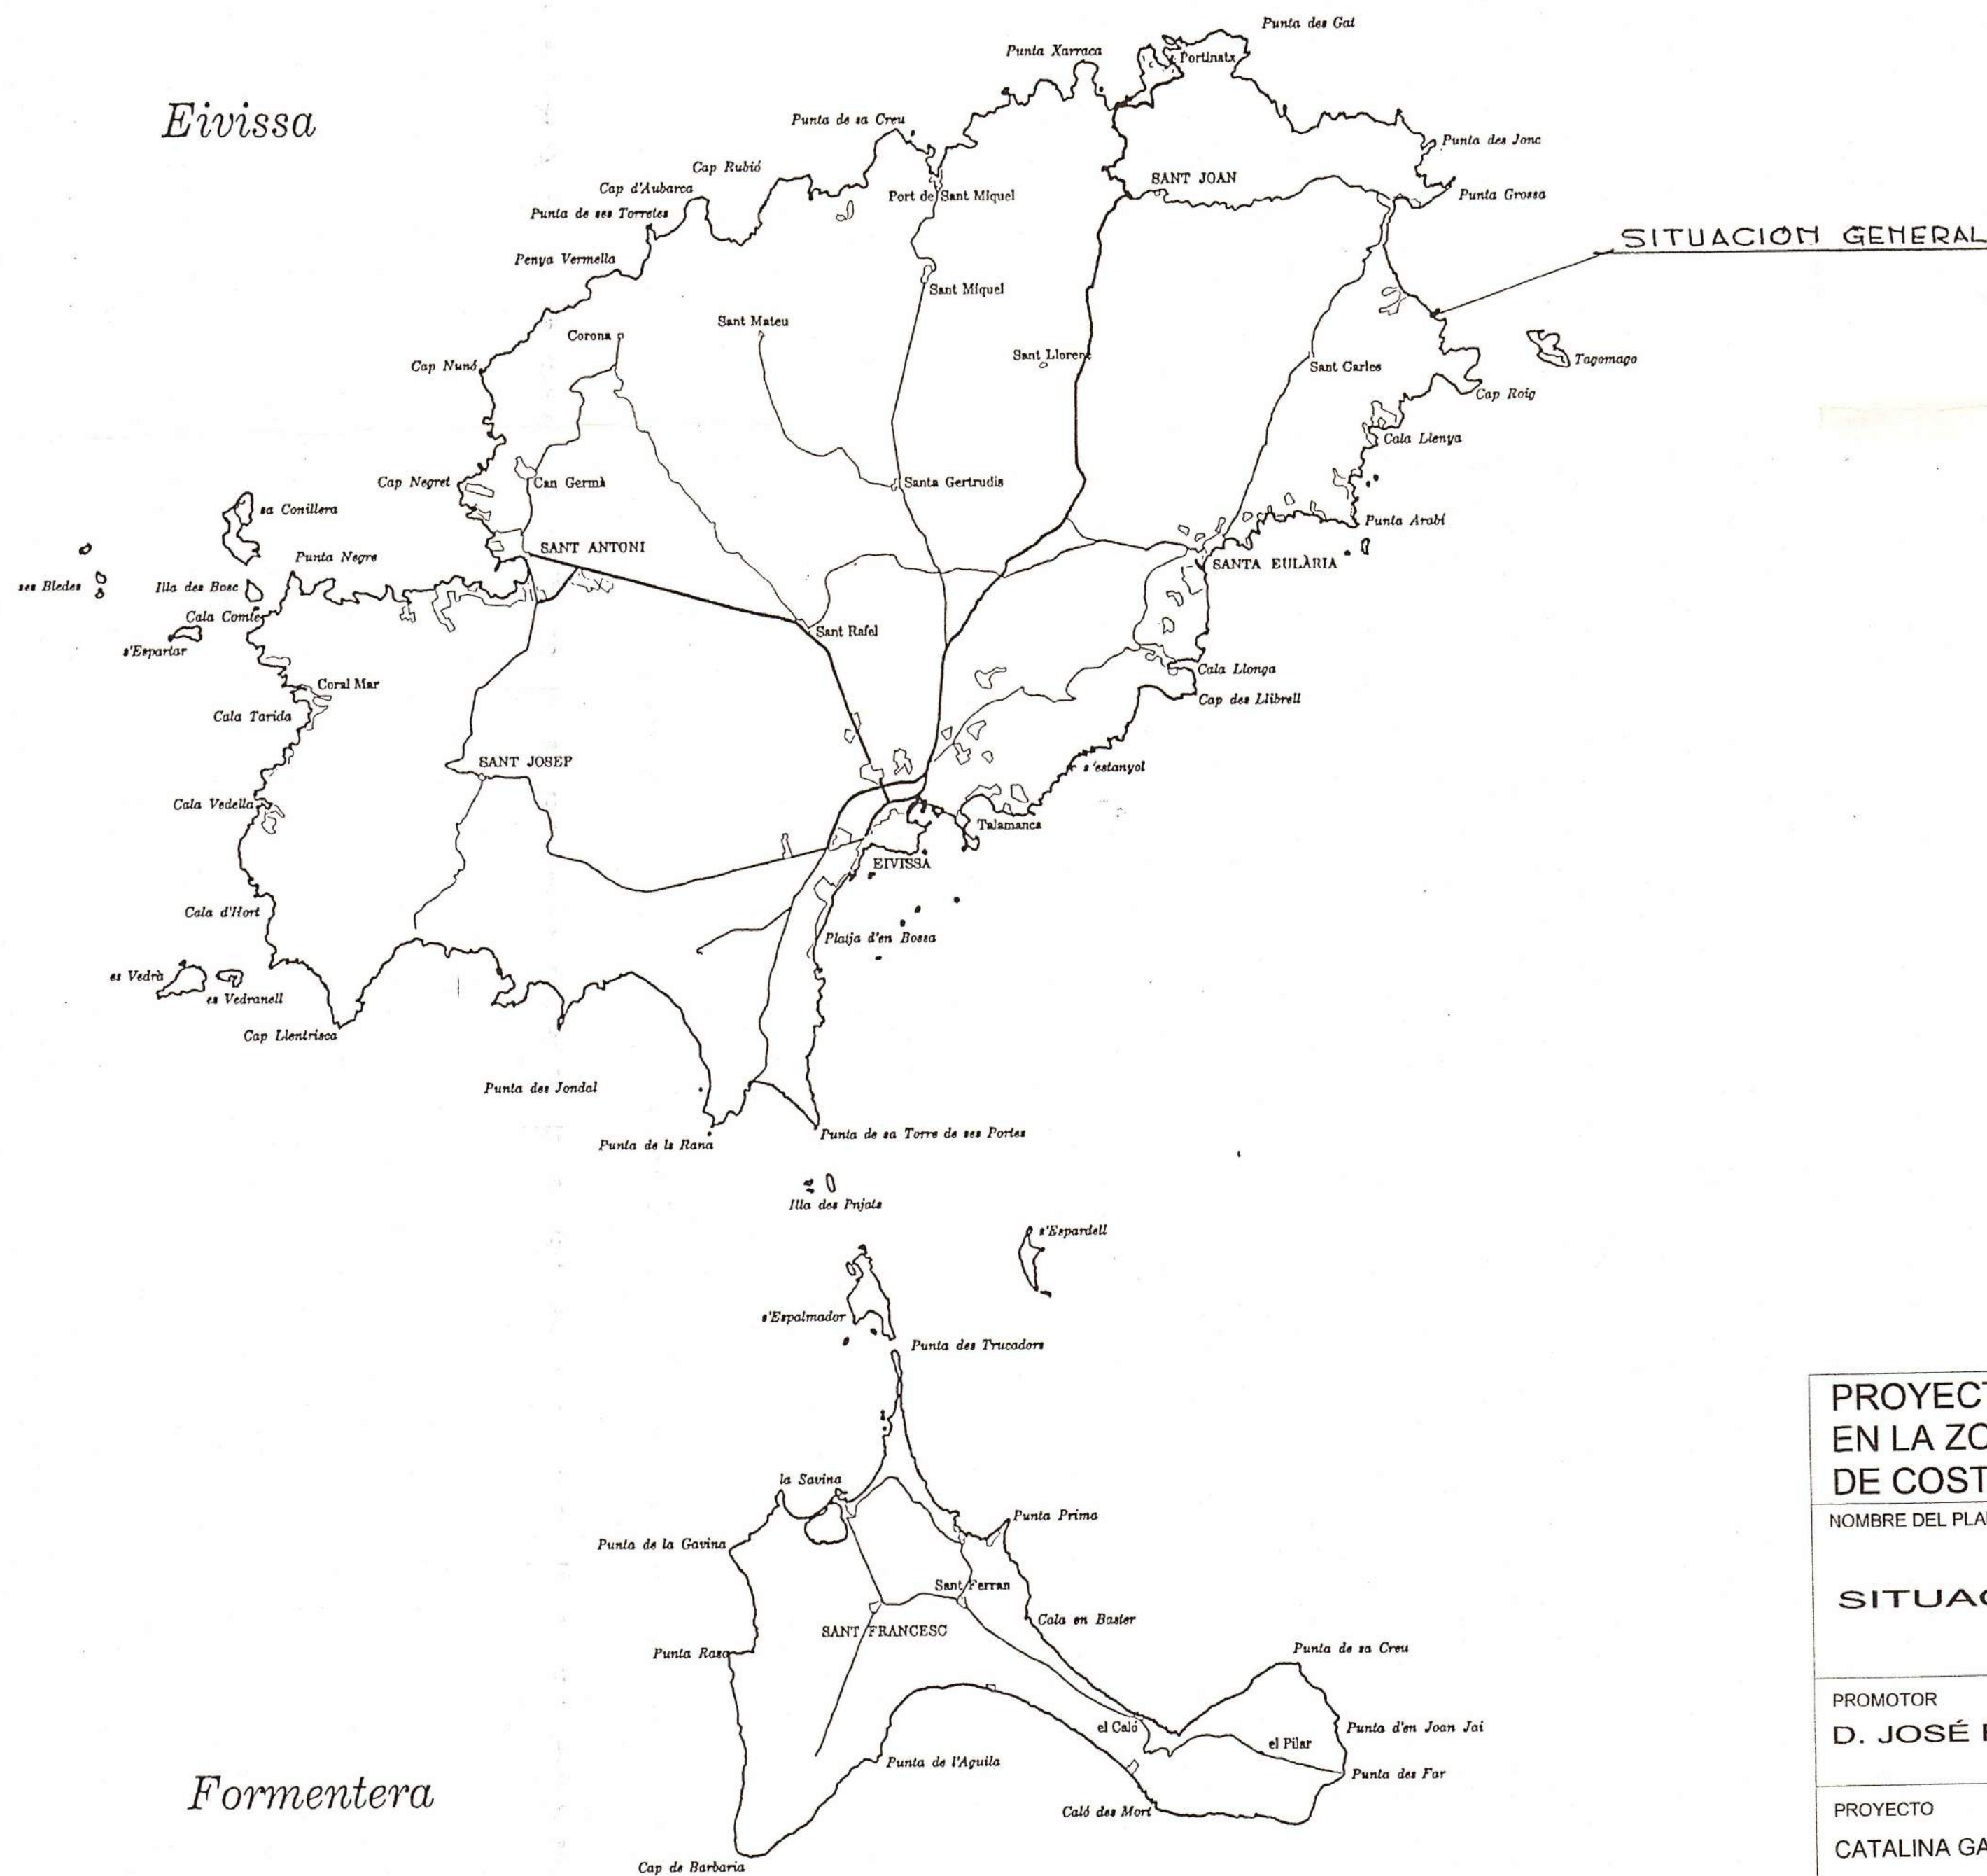 Punta des Gat
Punta Xarraca
Portinatx
Eivissa
Punta de sa Creu
Punta des Jonc
Cap Rubió
SANT JOAN
Cap d'Aubarca
Port de Sant Miquel
Punta Grossa
Punta de ses Torretes
SITUACION GENERAL
Penya Vermella
Sant Miquel
Sant Mateu
Corona
Sant Llorenç
Tagomago
Cap Nunó
Sant Carles
Cap Roig
Cala Llenya
Cap Negret
Can Germà
Santa Gertrudis
sa Conillera
Punta Arabí
SANT ANTONI
Punta Negre
SANTA EULÀRIA
ses Bledes
Illa des Bosc
Cala Comte
Sant Rafel
s'Espartar
Cala Llonga
Coral Mar
Cap des Llibrell
Cala Tarida
SANT JOSEP
s'estanyol
Cala Vedella
Talamanca
EIVISSA
Cala d'Hort
Platja d'en Bossa
es Vedrà
es Vedranell
Cap Llentrisca
Punta des Jondal
Punta de sa Torre de ses Portes
Punta de la Rana
Illa des Pnjats
s'Espardell
s'Espalmador
Punta des Trucadors
la Savina
Punta Prima
Punta de la Gavina
Sant Ferran
Cala en Baster
SANT FRANCESC
Punta de sa Creu
Punta Rasa
el Caló
Punta d'en Joan Jai
el Pilar
Punta de l'Aguila
Punta des Far
Formentera
Caló des Mort
Cap de Barbaria
PROYECT
EN LA ZO
DE COST
NOMBRE DEL PLA
SITUAC
PROMOTOR
D. JOSÉ
PROYECTO
CATALINA GA